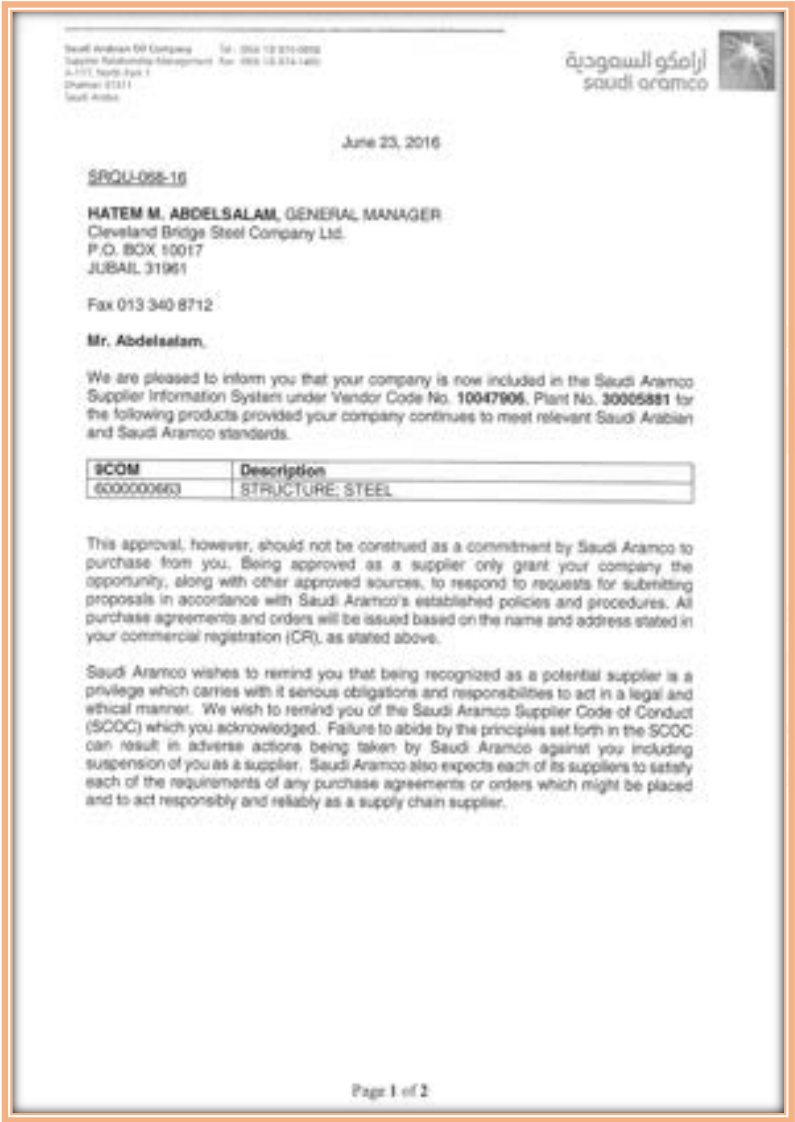 Saudi Arabian Oil Company
Supplier Relationship Management
Dhahran 31311
Saudi Arabia
أرامكو السعودية
saudi aramco
June 23, 2016
SRQU-068-16
HATEM M. ABDELSALAM, GENERAL MANAGER
Cleveland Bridge Steel Company Ltd.
P.O. BOX 10017
JUBAIL 31961
Fax 013 340 8712
Mr. Abdelsalam,
We are pleased to inform you that your company is now included in the Saudi Aramco
Supplier Information System under Vendor Code No. 10047906, Plant No. 30005881 for
the following products provided your company continues to meet relevant Saudi Arabian
and Saudi Aramco standards.
9COM Description
6000000663 STRUCTURE; STEEL
This approval, however, should not be construed as a commitment by Saudi Aramco to
purchase from you. Being approved as a supplier only grant your company the
opportunity, along with other approved sources, to respond to requests for submitting
proposals in accordance with Saudi Aramco's established policies and procedures. All
purchase agreements and orders will be issued based on the name and address stated in
your commercial registration (CR), as stated above.
Saudi Aramco wishes to remind you that being recognized as a potential supplier is a
privilege which carries with it serious obligations and responsibilities to act in a legal and
ethical manner. We wish to remind you of the Saudi Aramco Supplier Code of Conduct
(SCOC) which you acknowledged. Failure to abide by the principles set forth in the SCOC
can result in adverse actions being taken by Saudi Aramco against you including
suspension of you as a supplier. Saudi Aramco also expects each of its suppliers to satisfy
each of the requirements of any purchase agreements or orders which might be placed
and to act responsibly and reliably as a supply chain supplier.
Page 1 of 2